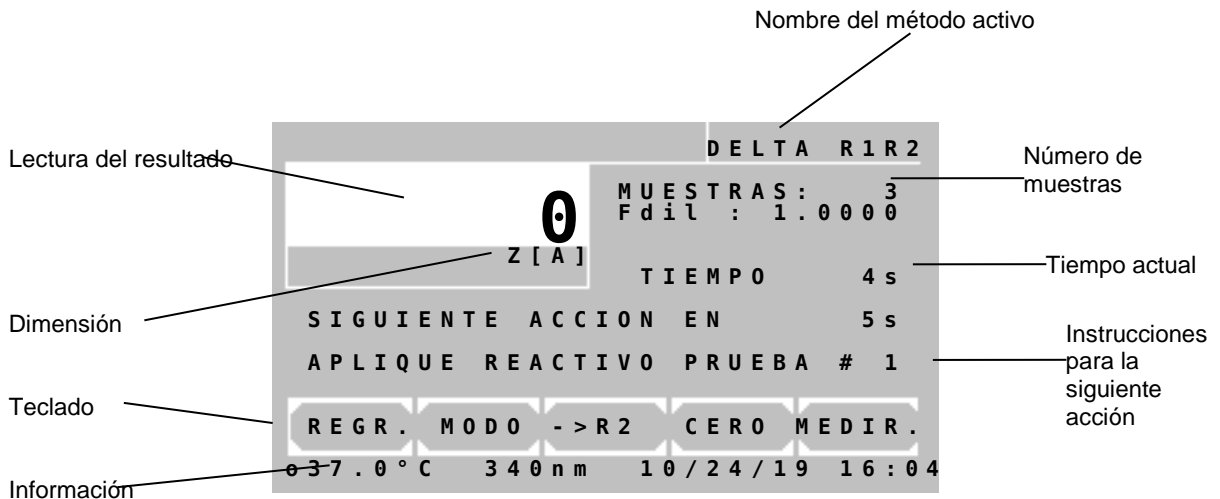 Nombre del método activo
Lectura del resultado
DELTA R1R2
Número de
muestras
MUESTRAS: 3
Fdil : 1.0000
0
Z[A]
Dimensión
TIEMPO 4s
Tiempo actual
SIGUIENTE ACCION EN 5s
APLIQUE REACTIVO PRUEBA # 1
Instrucciones
para la
siguiente
acción
Teclado
REGR. MODO ->R2 CERO MEDIR.
o37.0°C 340nm 10/24/19 16:04
Información